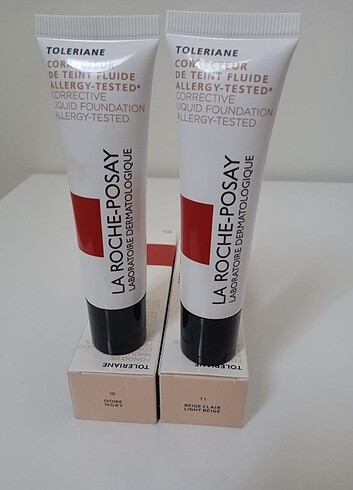 TOLERIANE
CORRECTEUR
DE TEINT FLUIDE
ALLERGY-TESTED*
CORRECTIVE
LIQUID FOUNDATION
ALLERGY-TESTED
LA ROCHE-POSAY
LABORATOIRE DERMATOLOGIQUE
TOLERIANE
CORRECTEUR
DE TEINT FLUIDE
ALLERGY-TESTED*
CORRECTIVE
LIQUID FOUNDATION
ALLERGY-TESTED
LA ROCHE-POSAY
LABORATOIRE DERMATOLOGIQUE
TOLERIANE
10
IVOIRE
IVORY
TOLERIANE
11
BEIGE CLAIR
LIGHT BEIGE